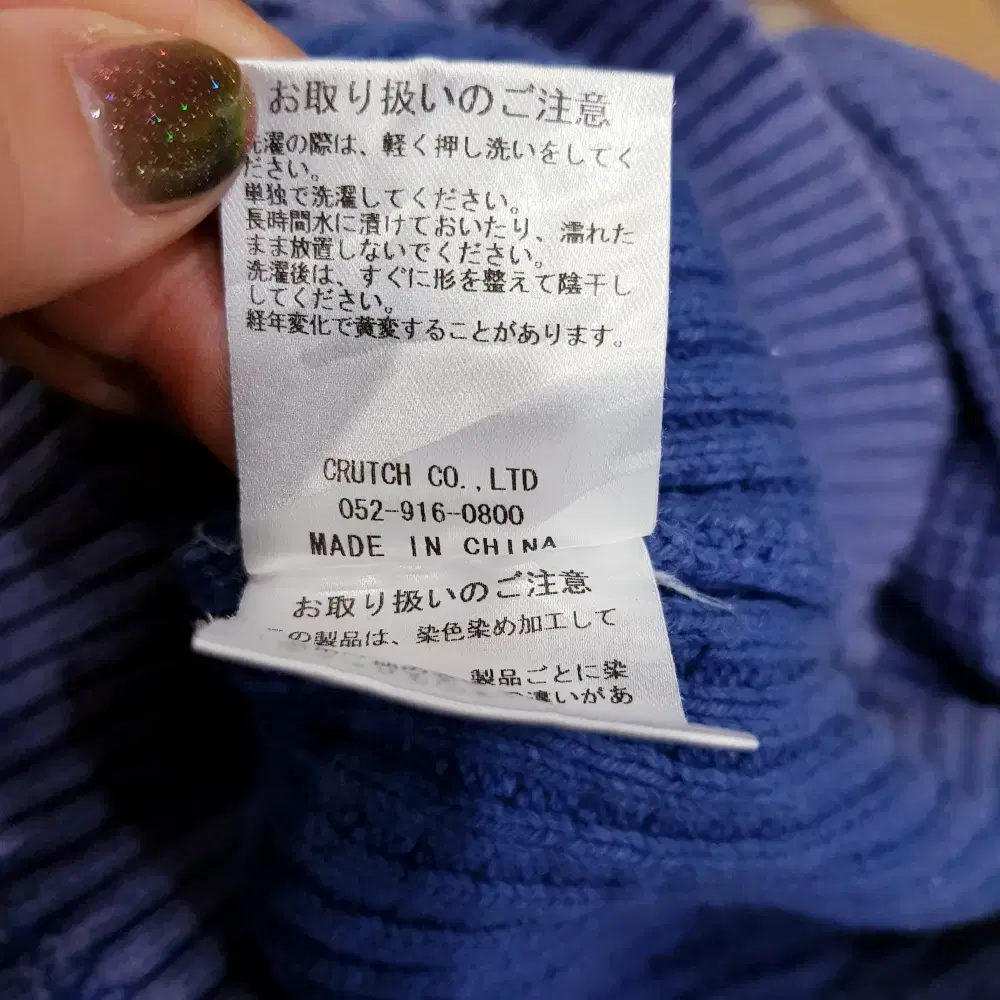 お取り扱いのご注意
洗濯の際は、軽く押し洗いをしてく
ださい。
単独で洗濯してください。
長時間水に漬けておいたり、濡れた
まま放置しないでください。
洗濯後は、すぐに形を整えて陰干し
してください。
経年変化で黄変することがあります。
CRUTCH CO.,LTD
052-916-0800
MADE IN CHINA
お取り扱いのご注意
の製品は、染色染め加工して
製品ごとに染
違いがあ